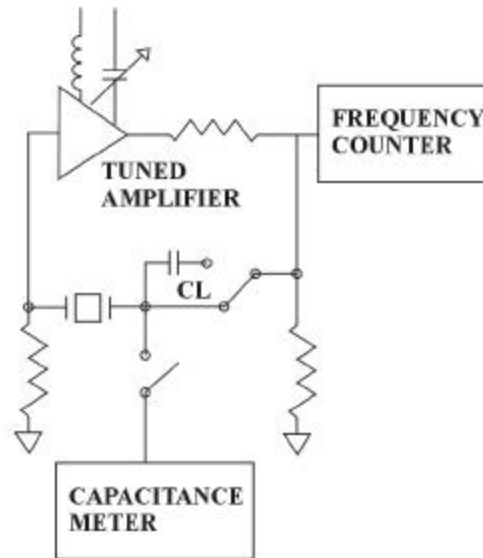 FREQUENCY
COUNTER
TUNED
AMPLIFIER
CL
CAPACITANCE
METER